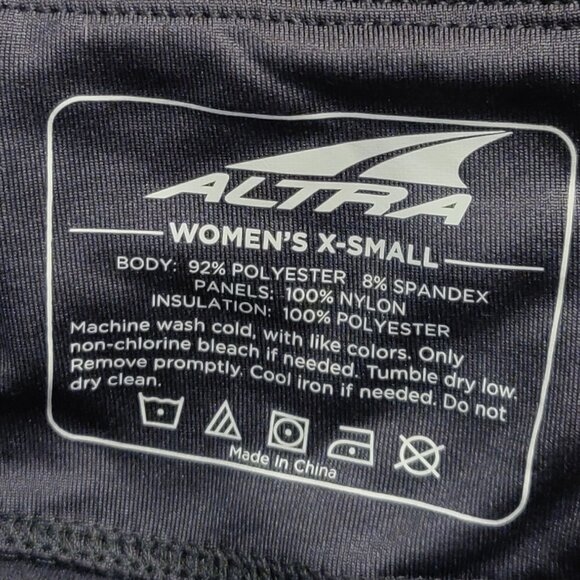 ALTRA
WOMEN'S X-SMALL
BODY: 92% POLYESTER 8% SPANDEX
PANELS: 100% NYLON
INSULATION: 100% POLYESTER
Machine wash cold, with like colors. Only
non-chlorine bleach if needed. Tumble dry low.
Remove promptly. Cool iron if needed. Do not
dry clean.
Made in China